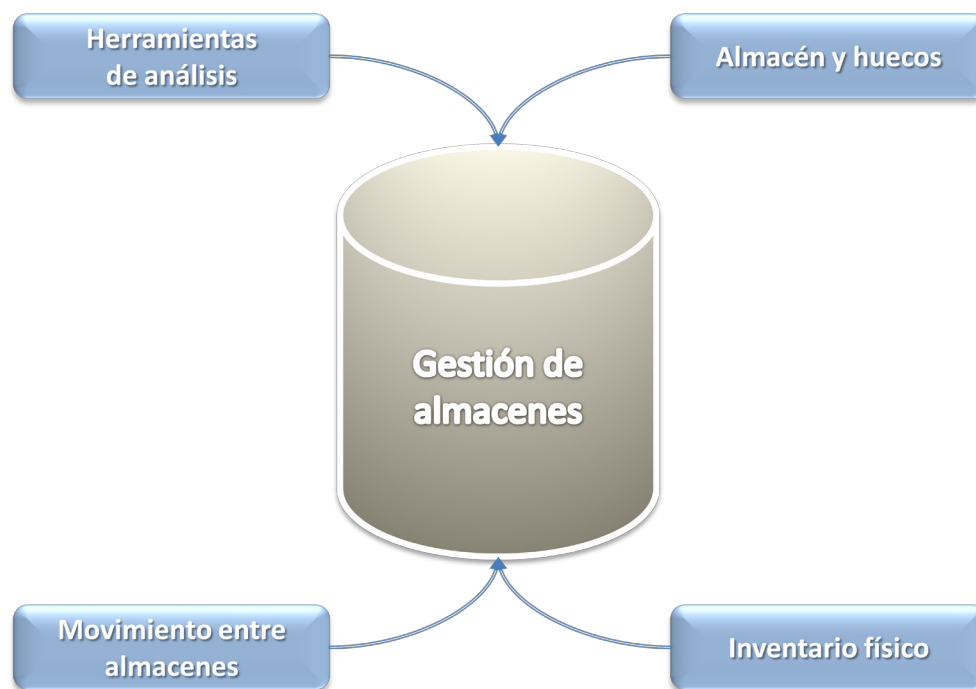 Herramientas
de análisis
Almacén y huecos
Gestión de
almacenes
Movimiento entre
almacenes
Inventario físico